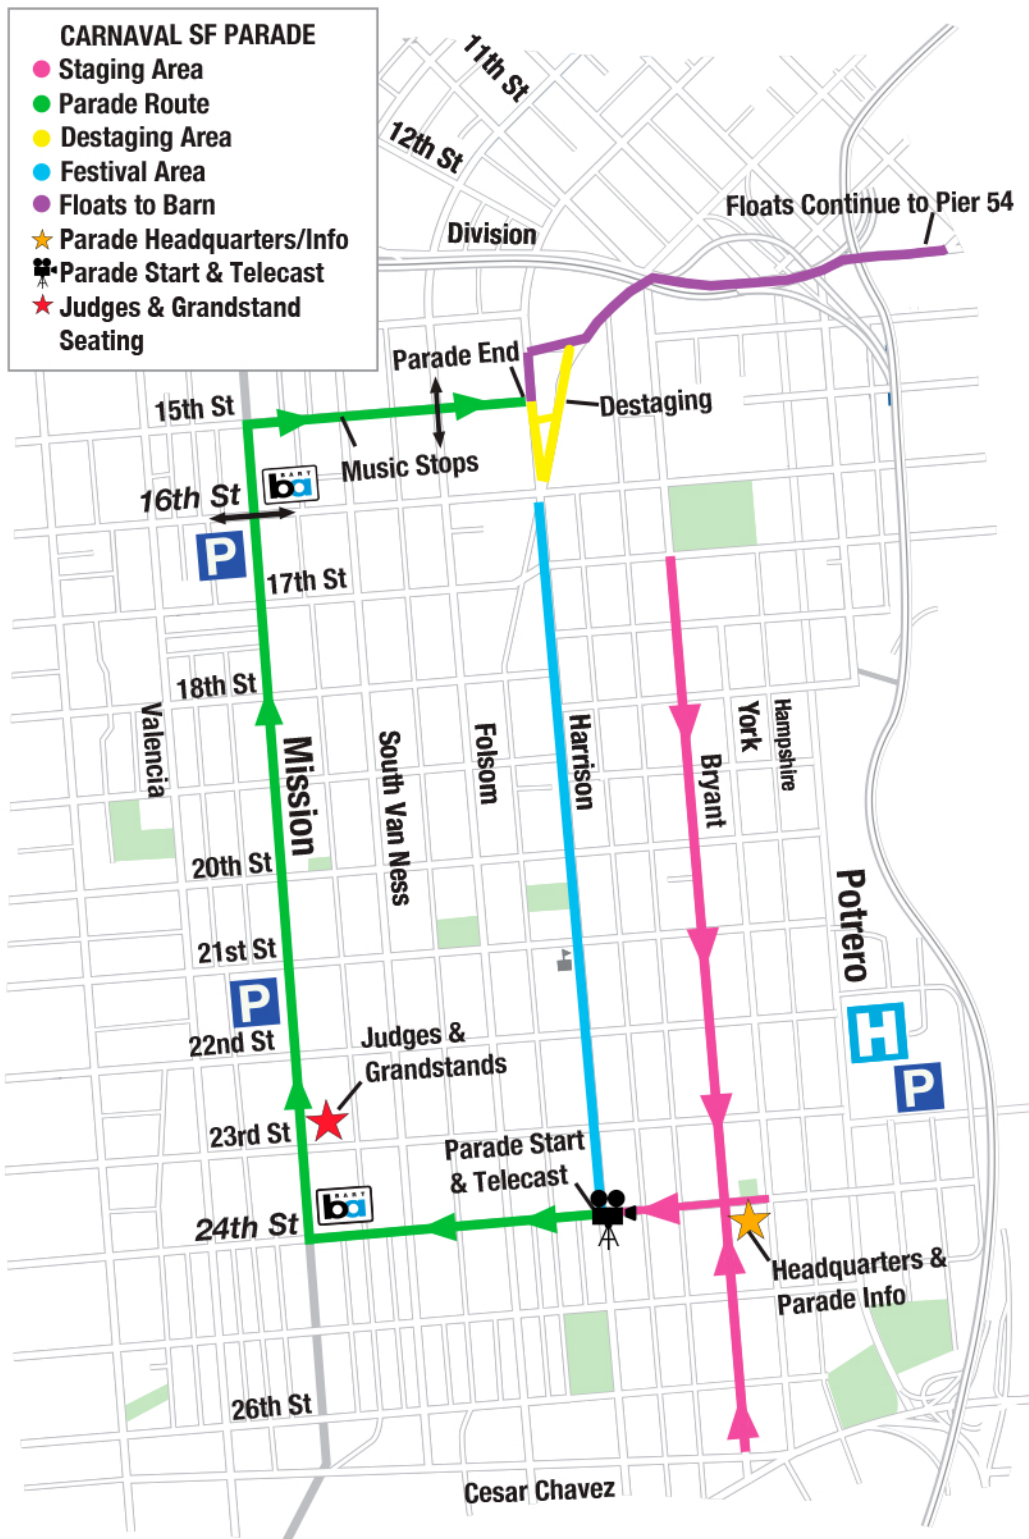 CARNAVAL SF PARADE
Staging Area
Parade Route
Destaging Area
Festival Area
Floats to Barn
Parade Headquarters/Info
Parade Start & Telecast
Judges & Grandstand
Seating
11th St
12th St
Division
Floats Continue to Pier 54
Parade End
15th St
Destaging
Music Stops
16th St
BART
ba
P
17th St
18th St
Valencia
Mission
South Van Ness
Folsom
Harrison
Bryant
York
Hampshire
20th St
Potrero
21st St
P
22nd St
H
P
Judges &
Grandstands
23rd St
Parade Start
& Telecast
BART
ba
24th St
Headquarters &
Parade Info
26th St
Cesar Chavez